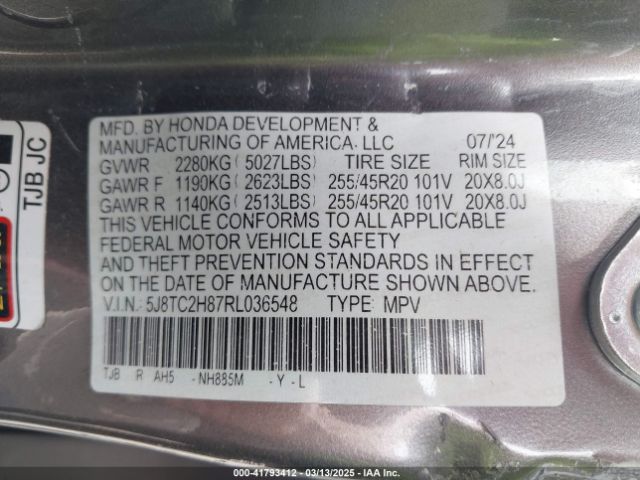 MFD. BY HONDA DEVELOPMENT &
MANUFACTURING OF AMERICA, LLC 07/'24
GVWR 2280KG ( 5027LBS) TIRE SIZE RIM SIZE
GAWR F 1190KG ( 2623LBS) 255/45R20 101V 20X8.0J
GAWR R 1140KG ( 2513LBS) 255/45R20 101V 20X8.0J
THIS VEHICLE CONFORMS TO ALL APPLICABLE
FEDERAL MOTOR VEHICLE SAFETY
AND THEFT PREVENTION STANDARDS IN EFFECT
ON THE DATE OF MANUFACTURE SHOWN ABOVE.
V.I.N.: 5J8TC2H87RL036548 TYPE: MPV
TJB R AH5 -NH885M -Y-L
TJB JC
000-41793412 - 03/13/2025 - IAAI.COM